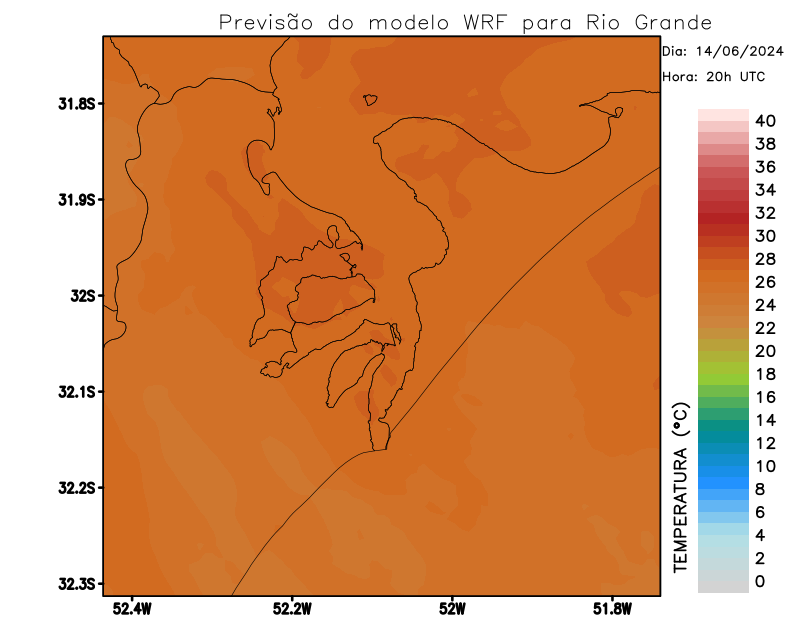 Previsão do modelo WRF para Rio Grande
Dia: 14/06/2024
Hora: 20h UTC
31.8S
31.9S
32S
32.1S
32.2S
32.3S
52.4W
52.2W
52W
51.8W
TEMPERATURA (°C)
40
38
36
34
32
30
28
26
24
22
20
18
16
14
12
10
8
6
4
2
0